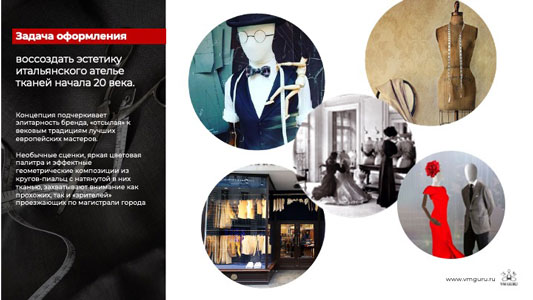 Задача оформления
воссоздать эстетику
итальянского ателье
тканей начала 20 века.
Концепция подчеркивает
элитарность бренда, «отсылая» к
вековым традициям лучших
европейских мастеров.
Необычные сценки, яркая цветовая
палитра и эффектные
геометрические композиции из
кругов-пиальц с натянутой в них
тканью, захватывают внимание как
прохожих, так и «зрителей»
проезжающих по магистрали города
www.vmguru.ru